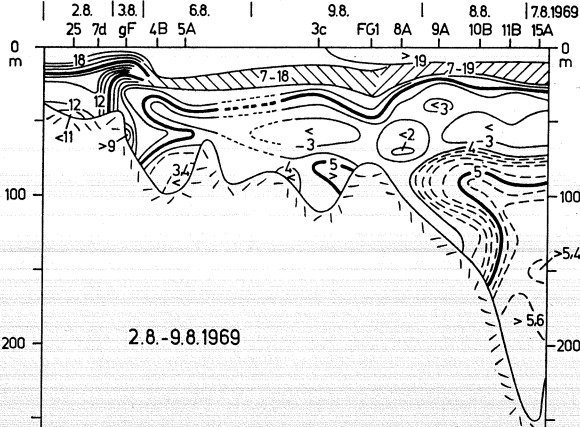 2.8. 3.8. 6.8. 9.8. 8.8. 7.8.1969
25 7d gF 4B 5A 3c FG1 8A 9A 10B 11B 15A
0 0
m m
18 > 19
7-18 7-19
12
12 < 3
<11 >9 < -3 <2 < -3
4
3,4 < 4 < 5 > 5
100 100
>5,4
> 5,6
2.8.-9.8.1969
200 200